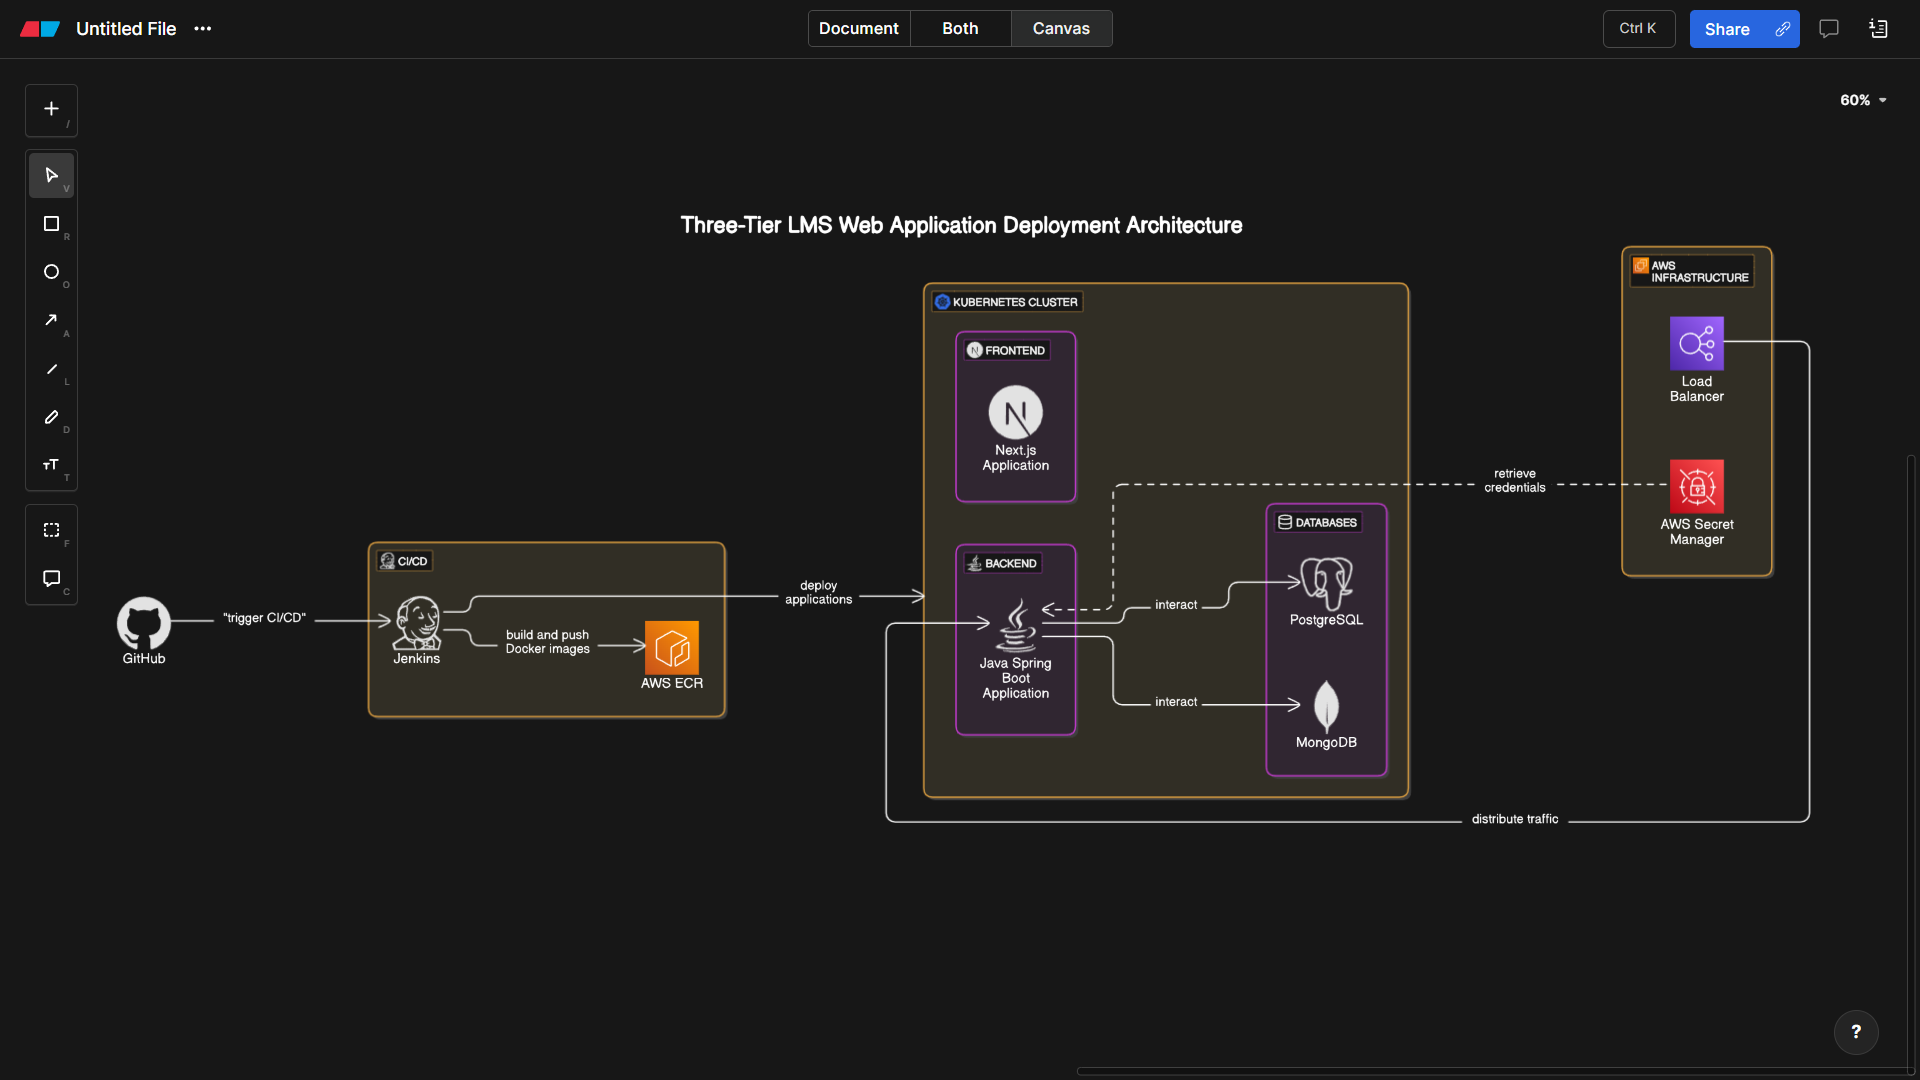 Untitled File
Document
Both
Canvas
Ctrl K
Share
/
60%
V
R
O
A
L
D
T
F
C
Three-Tier LMS Web Application Deployment Architecture
AWS
INFRASTRUCTURE
Load
Balancer
KUBERNETES CLUSTER
FRONTEND
Next.js
Application
retrieve
credentials
AWS Secret
Manager
DATABASES
PostgreSQL
MongoDB
BACKEND
Java Spring
Boot
Application
interact
interact
CI/CD
deploy
applications
GitHub
"trigger CI/CD"
Jenkins
build and push
Docker images
AWS ECR
distribute traffic
?